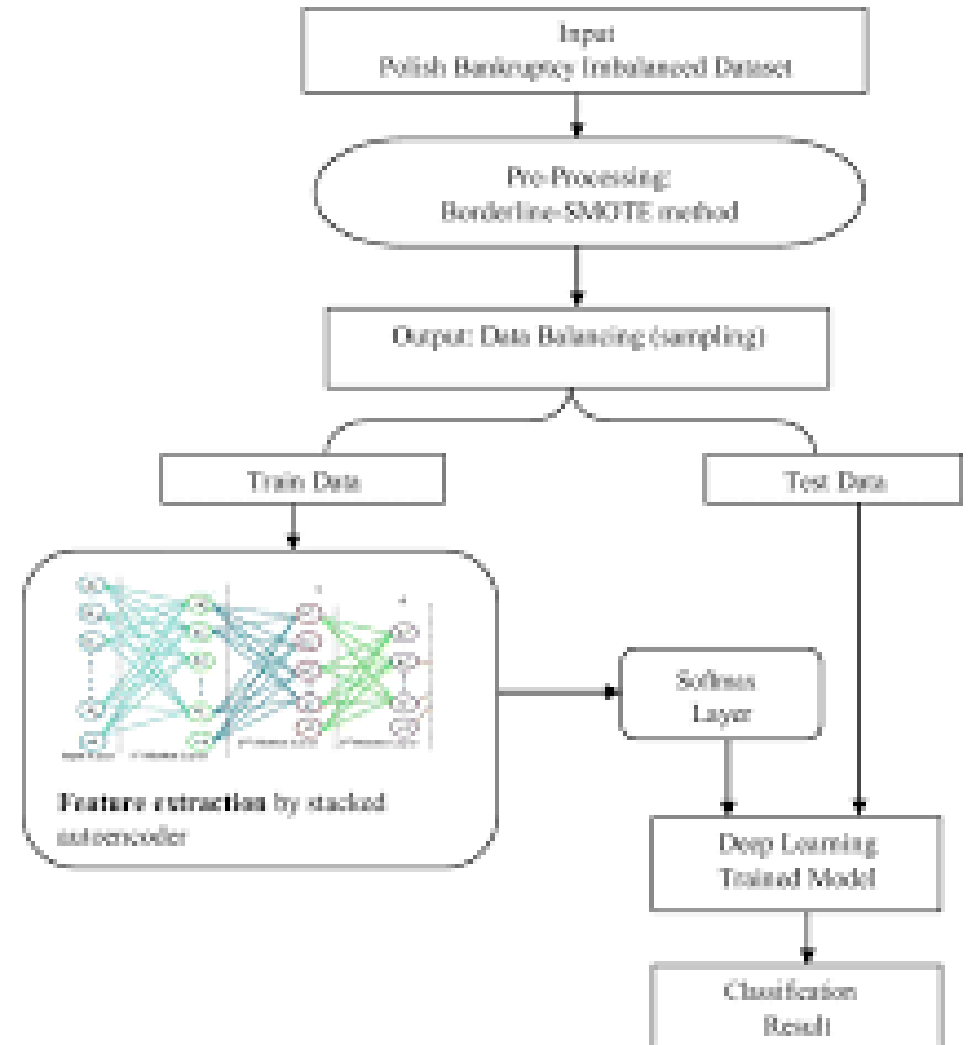 Input
Polish Bankruptcy Imbalanced Dataset
Pre-Processing:
Borderline-SMOTE method
Output: Data Balancing (sampling)
Train Data
Test Data
Softmax
Layer
Feature extraction by stacked
autoencoder
Deep Learning
Trained Model
Classification
Result